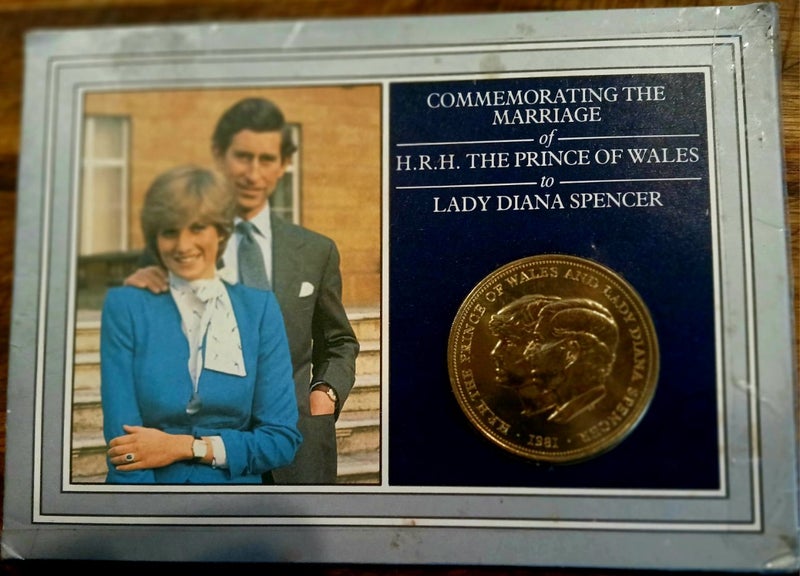 COMMEMORATING THE
MARRIAGE
of
H.R.H. THE PRINCE OF WALES
to
LADY DIANA SPENCER
H.R.H. THE PRINCE OF WALES AND LADY DIANA SPENCER
1981